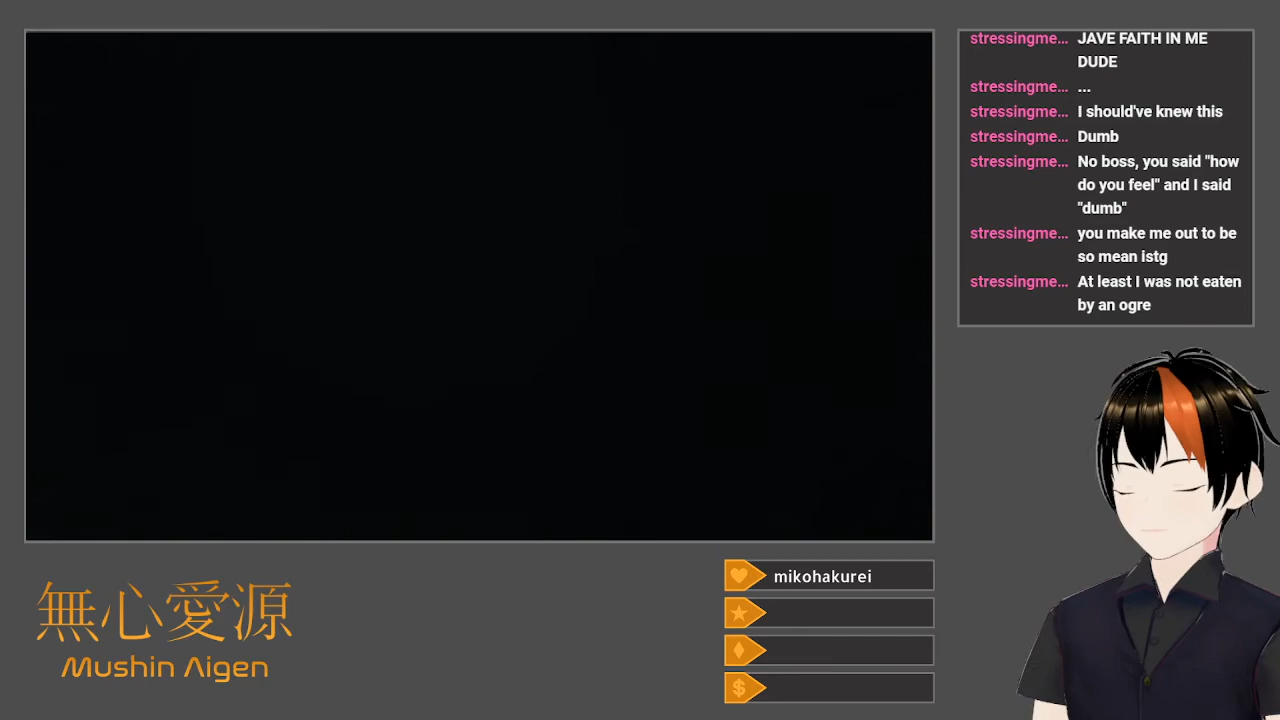 stressingme... JAVE FAITH IN ME
DUDE
stressingme... ...
stressingme... I should've knew this
stressingme... Dumb
stressingme... No boss, you said "how
do you feel" and I said
"dumb"
stressingme... you make me out to be
so mean istg
stressingme... At least I was not eaten
by an ogre
mikohakurei
無心愛源
Mushin Aigen
$